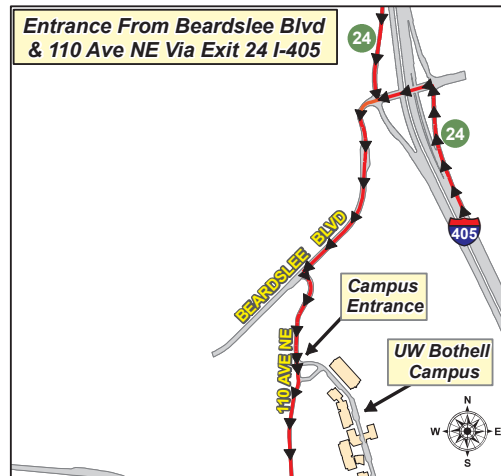 Entrance From Beardslee Blvd
& 110 Ave NE Via Exit 24 I-405
24
24
405
BEARDSLEE BLVD
Campus
Entrance
110 AVE NE
UW Bothell
Campus
N
W
E
S